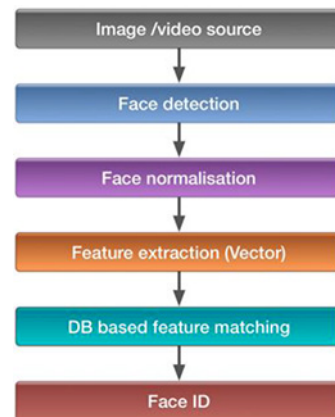 Image /video source
Face detection
Face normalisation
Feature extraction (Vector)
DB based feature matching
Face ID